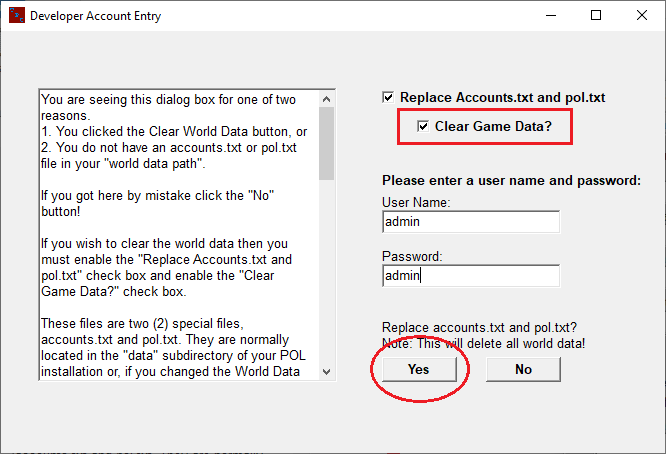 Developer Account Entry
You are seeing this dialog box for one of two
reasons.
1. You clicked the Clear World Data button, or
2. You do not have an accounts.txt or pol.txt
file in your "world data path".
If you got here by mistake click the "No"
button!
If you wish to clear the world data then you
must enable the "Replace Accounts.txt and
pol.txt" check box and enable the "Clear
Game Data?" check box.
These files are two (2) special files,
accounts.txt and pol.txt. They are normally
located in the "data" subdirectory of your POL
installation or, if you changed the World Data
Replace Accounts.txt and pol.txt
Clear Game Data?
Please enter a user name and password:
User Name:
admin
Password:
admin
Replace accounts.txt and pol.txt?
Note: This will delete all world data!
Yes
No